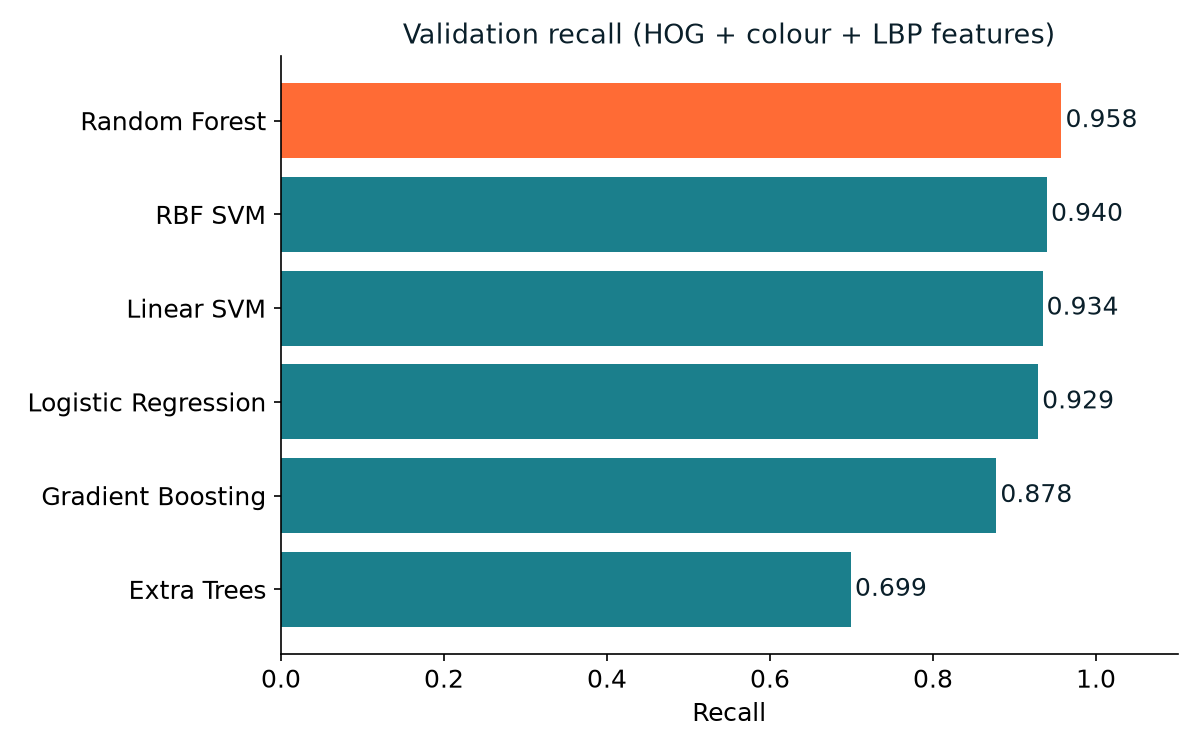 Validation recall (HOG + colour + LBP features)
Random Forest 0.958
RBF SVM 0.940
Linear SVM 0.934
Logistic Regression 0.929
Gradient Boosting 0.878
Extra Trees 0.699
0.0 0.2 0.4 0.6 0.8 1.0
Recall